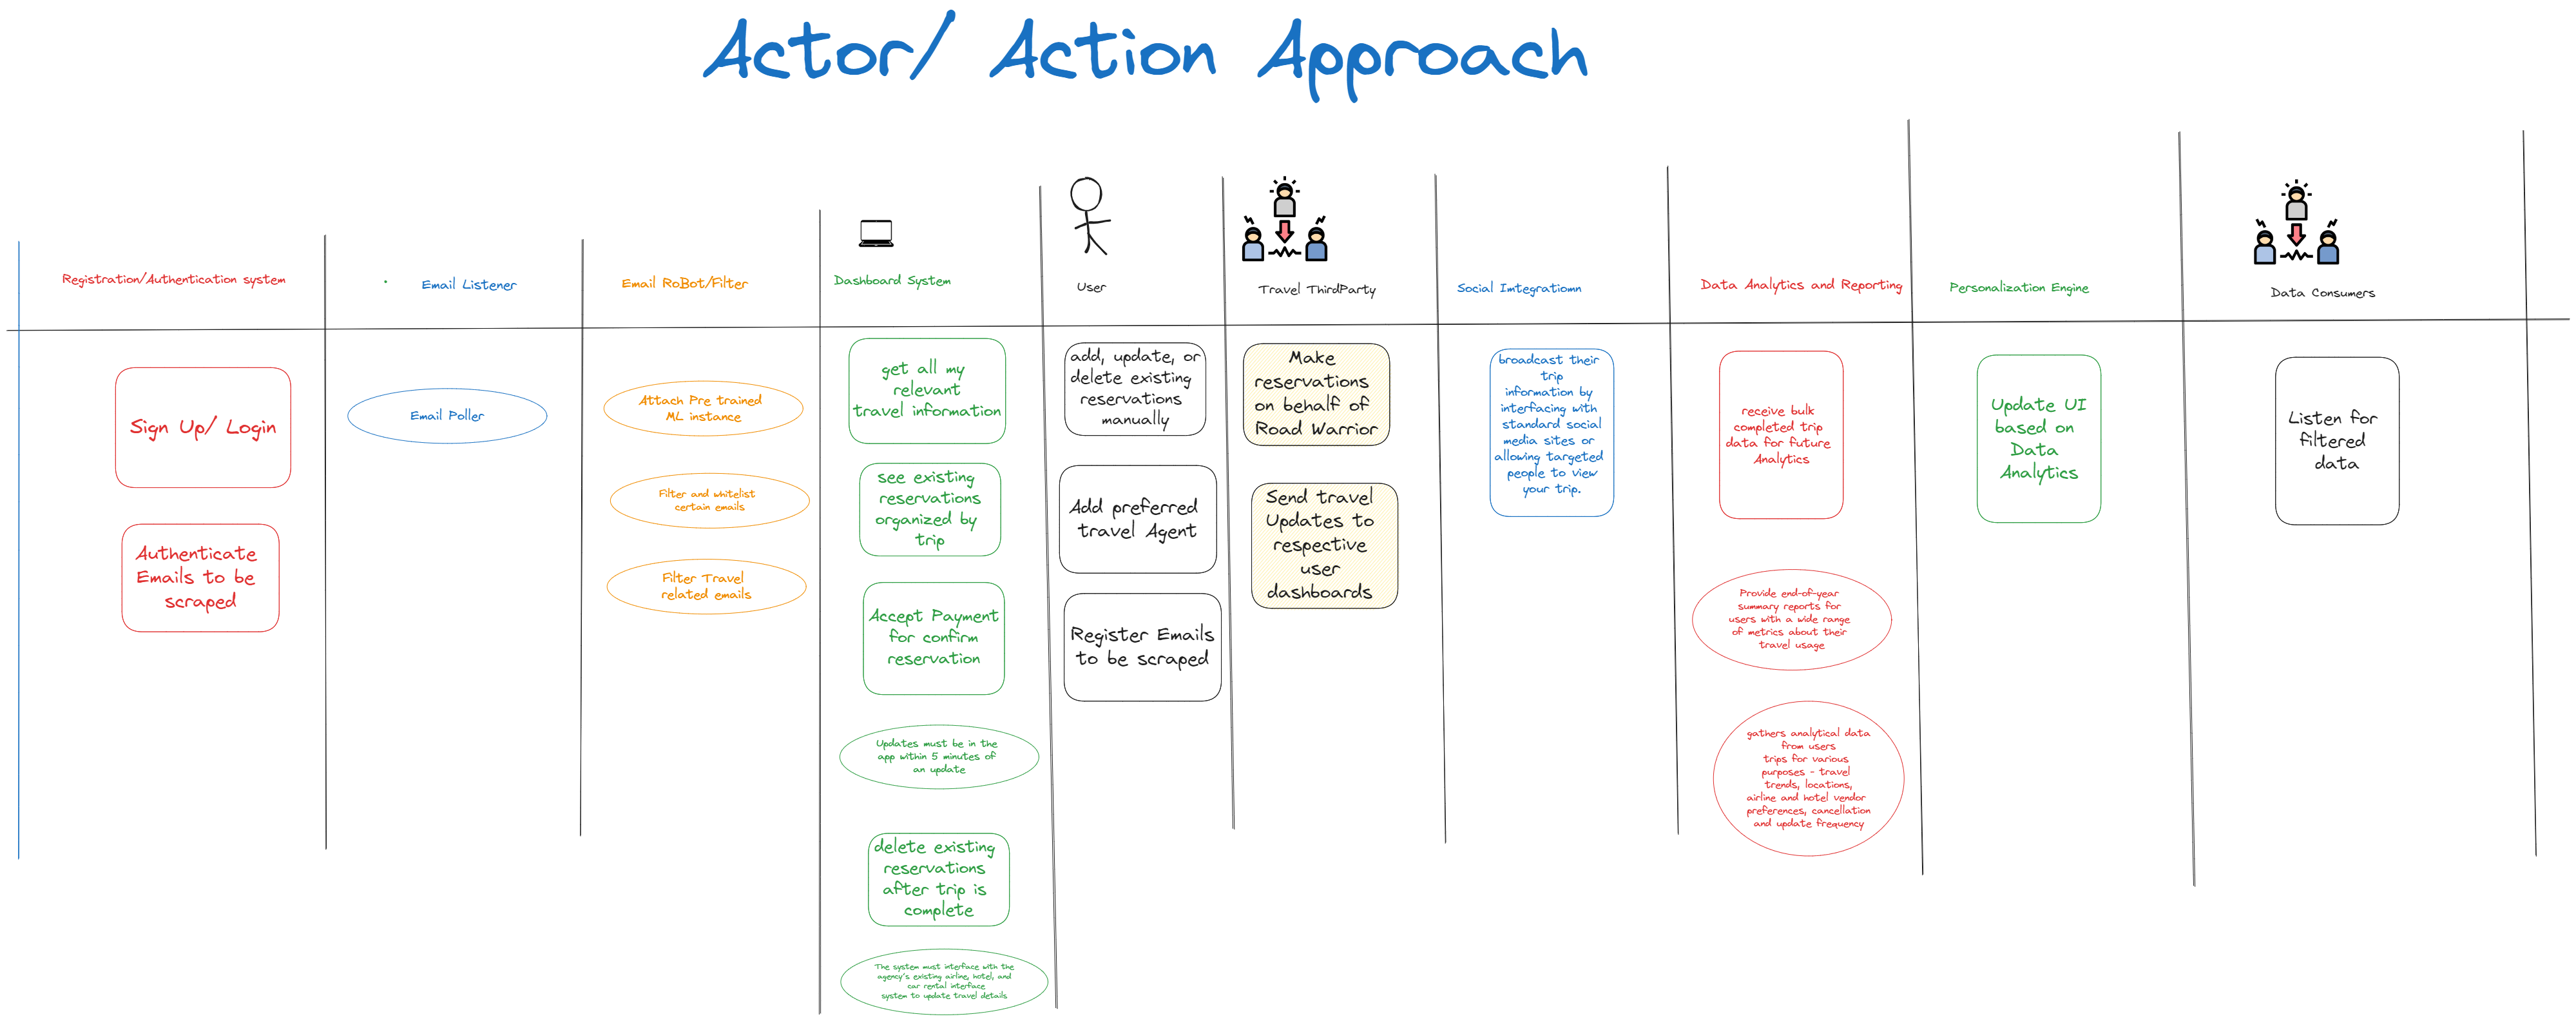 Actor/ Action Approach
Registration/Authentication system
Sign Up/ Login
Authenticate
Emails to be
scraped
Email Listener
Email Poller
Email RoBot/Filter
Attach Pre trained
ML instance
Filter and whitelist
certain emails
Filter Travel
related emails
Dashboard System
get all my
relevant
travel information
see existing
reservations
organized by
trip
Accept Payment
for confirm
reservation
Updates must be in the
app within 5 minutes of
an update
delete existing
reservations
after trip is
complete
The system must interface with the
agency's existing airline, hotel, and
car rental interface
system to update travel details
User
add, update, or
delete existing
reservations
manually
Add preferred
travel Agent
Register Emails
to be scraped
Travel ThirdParty
Make
reservations
on behalf of
Road Warrior
Send travel
Updates to
respective
user
dashboards
Social Imtegratiomn
broadcast their
trip
information by
interfacing with
standard social
media sites or
allowing targeted
people to view
your trip.
Data Analytics and Reporting
receive bulk
completed trip
data for future
Analytics
Provide end-of-year
summary reports for
users with a wide range
of metrics about their
travel usage
gathers analytical data
from users
trips for various
purposes - travel
trends, locations,
airline and hotel vendor
preferences, cancellation
and update frequency
Personalization Engine
Update UI
based on
Data
Analytics
Data Consumers
Listen for
filtered
data